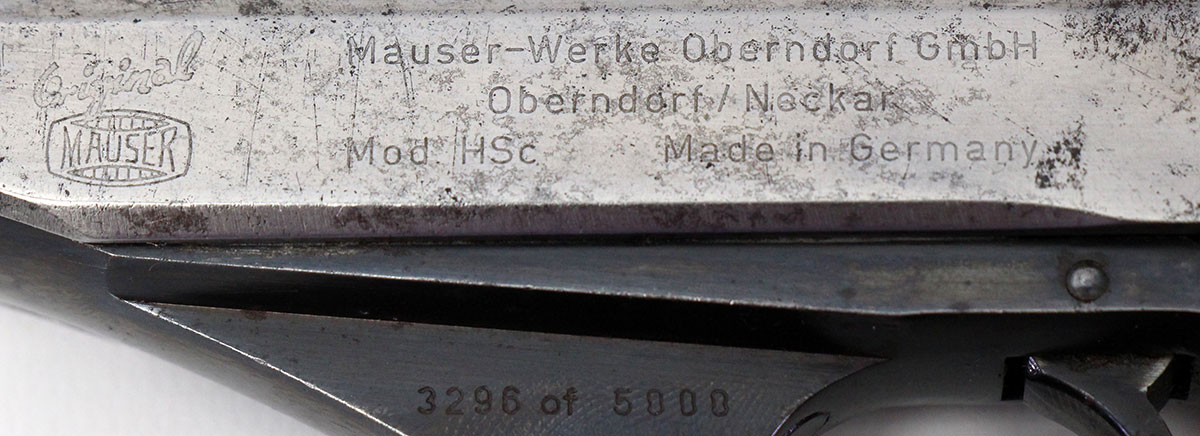 Original
MAUSER
Mauser-Werke Oberndorf GmbH
Oberndorf/Neckar
Mod. HSc Made in Germany
3296 of 5000